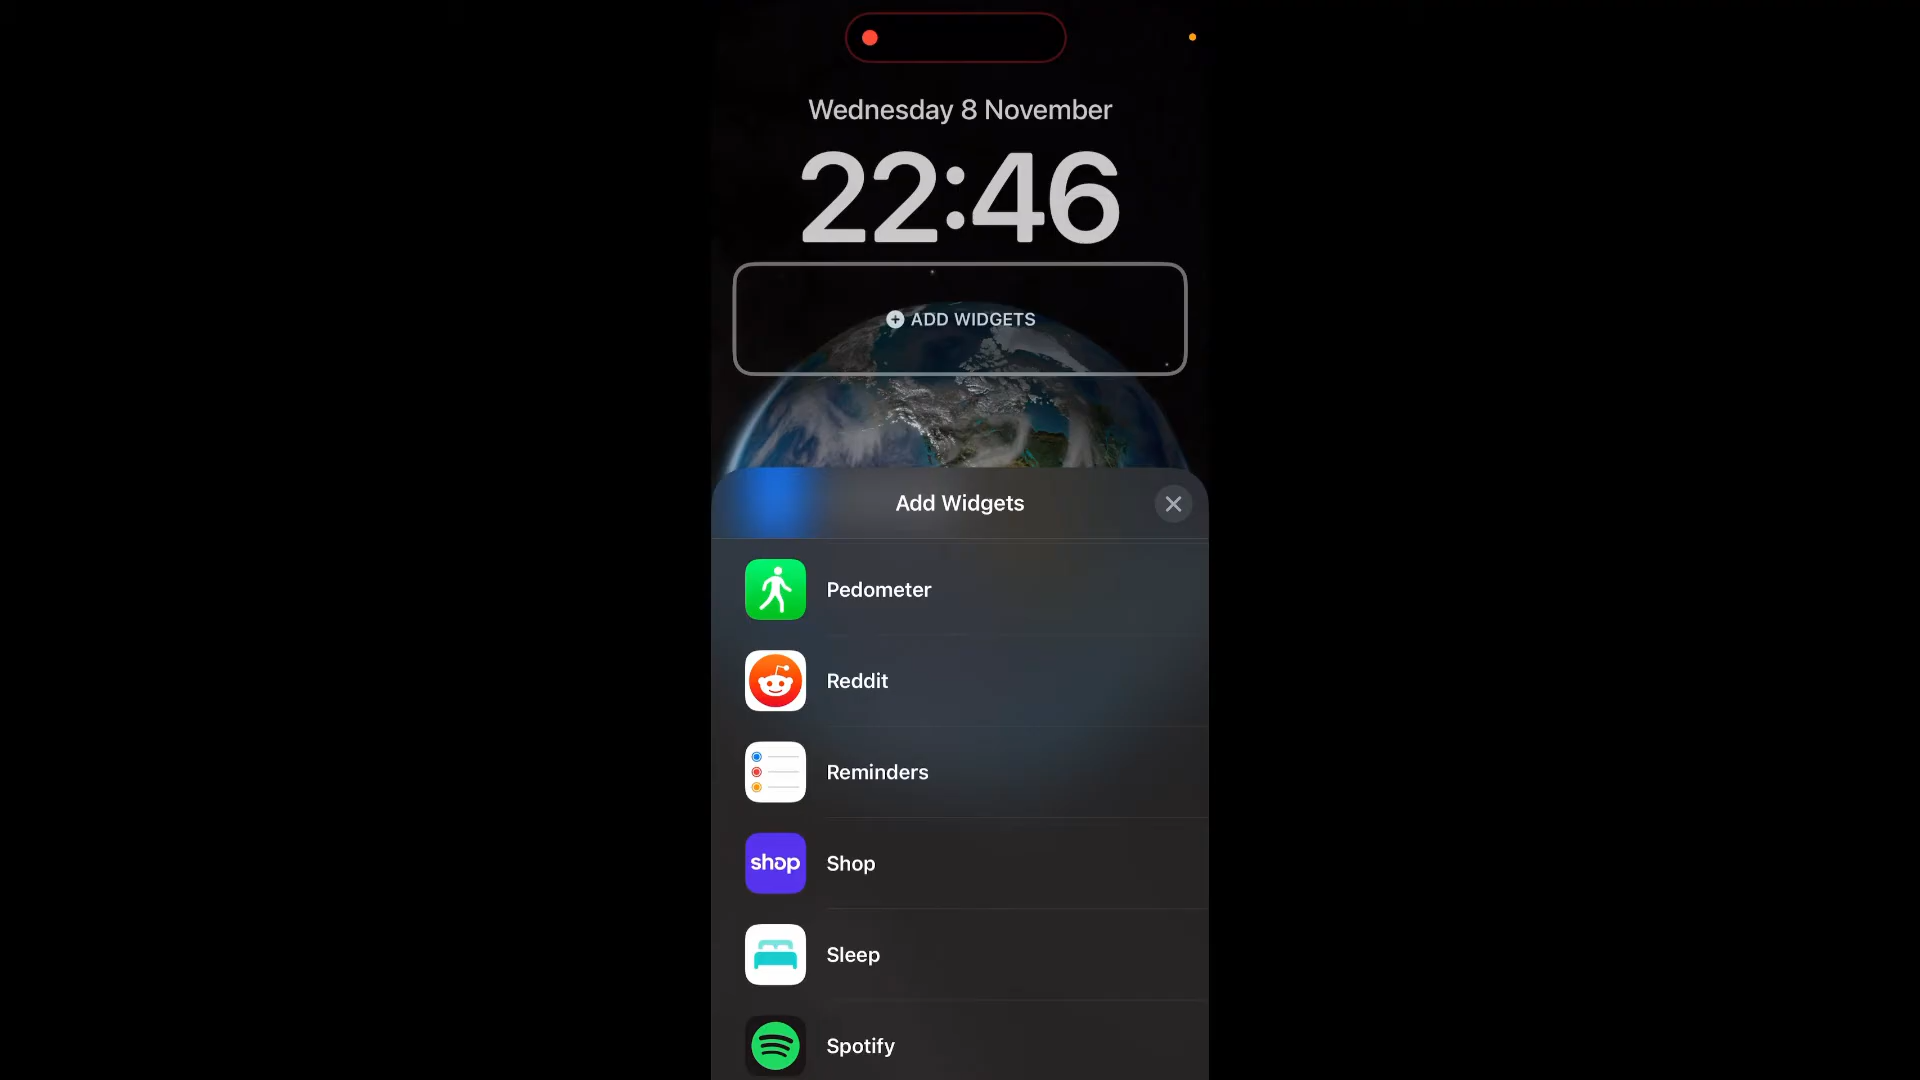 Wednesday 8 November
22:46
ADD WIDGETS
Add Widgets
Pedometer
Reddit
Reminders
shop
Shop
Sleep
Spotify